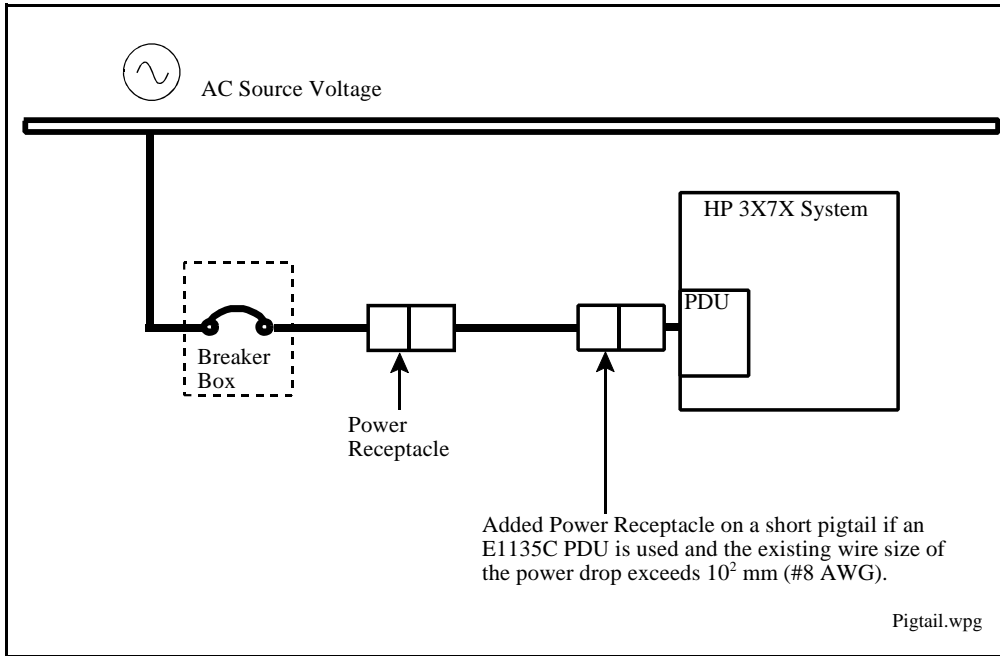 AC Source Voltage
HP 3X7X System
PDU
Breaker
Box
Power
Receptacle
Added Power Receptacle on a short pigtail if an
E1135C PDU is used and the existing wire size of
the power drop exceeds 10² mm (#8 AWG).
Pigtail.wpg